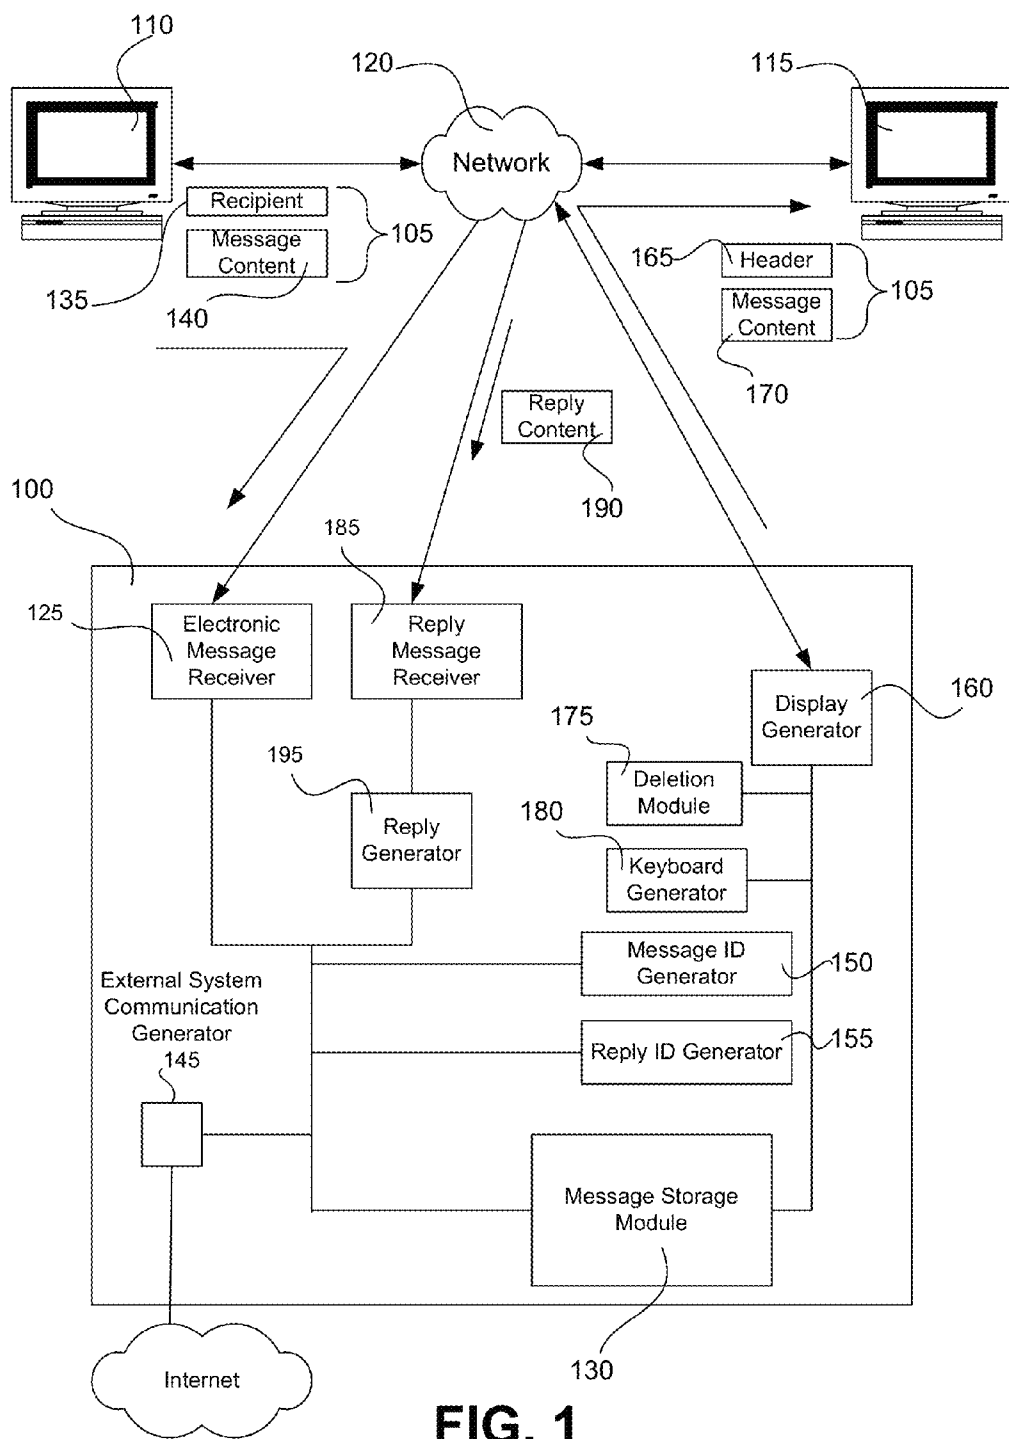 110
120
115
Network
Recipient
Message
Content
105
135
140
165
Header
Message
Content
105
170
Reply
Content
190
100
185
125
Electronic
Message
Receiver
Reply
Message
Receiver
160
Display
Generator
175
Deletion
Module
195
Reply
Generator
180
Keyboard
Generator
Message ID
Generator
150
External System
Communication
Generator
145
Reply ID Generator
155
Message Storage
Module
130
Internet
FIG. 1